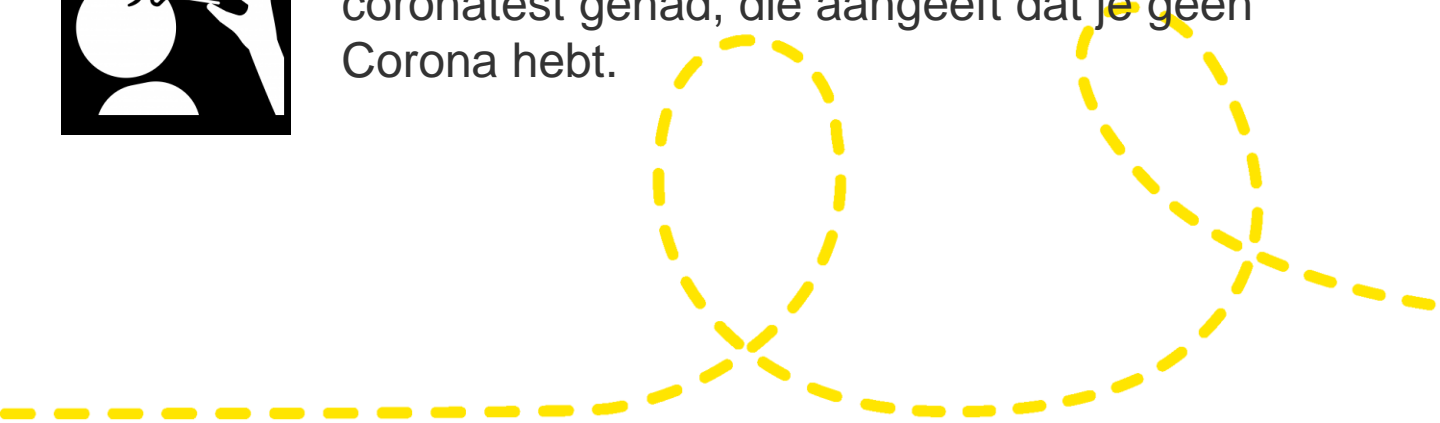 coronatest gehad, die aangeeft dat je geen
Corona hebt.